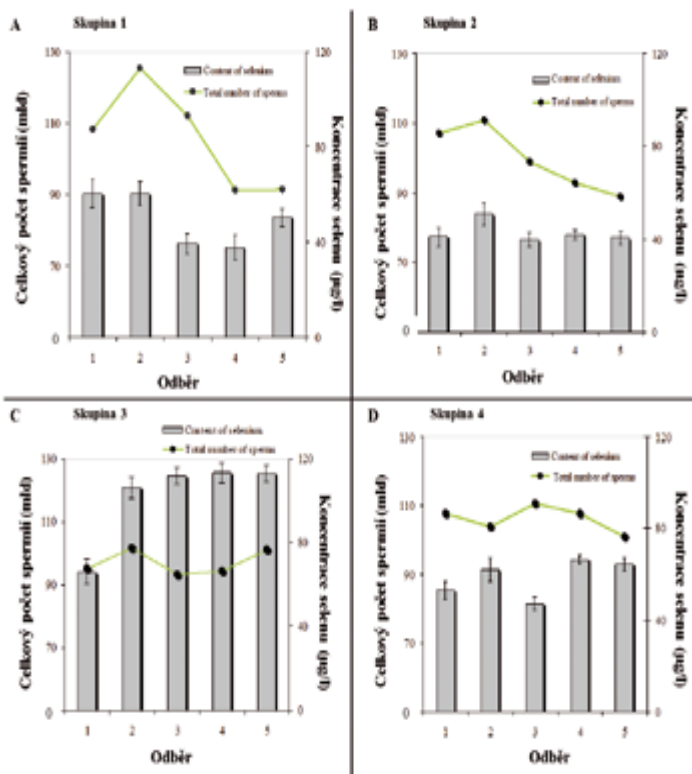 A Skupina 1
130
110
90
70
120
80
40
0
Content of selenium
Total number of sperms
Celkový počet spermií (mld)
Koncentrace selenu (µg/l)
1 2 3 4 5
Odběr
B Skupina 2
130
110
90
70
120
80
40
0
Content of selenium
Total number of sperms
Celkový počet spermií (mld)
Koncentrace selenu
1 2 3 4 5
Odběr
C Skupina 3
Content of selenium
Total number of sperms
130
110
90
70
120
80
40
0
Celkový počet spermií (mld)
Koncentrace selenu (µg/l)
1 2 3 4 5
Odběr
D Skupina 4
130
110
90
70
120
80
40
0
Content of selenium
Total number of sperms
Celkový počet spermií (mld)
Koncentrace selenu (µg/l)
1 2 3 4 5
Odběr